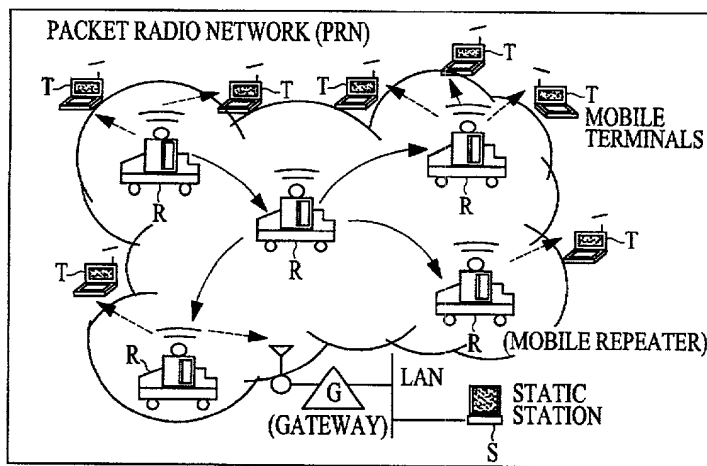 PACKET RADIO NETWORK (PRN)
T
T
T
T
T
MOBILE
TERMINALS
R
R
R
T
T
R
(MOBILE REPEATER)
R
G
(GATEWAY)
LAN
STATIC
STATION
S